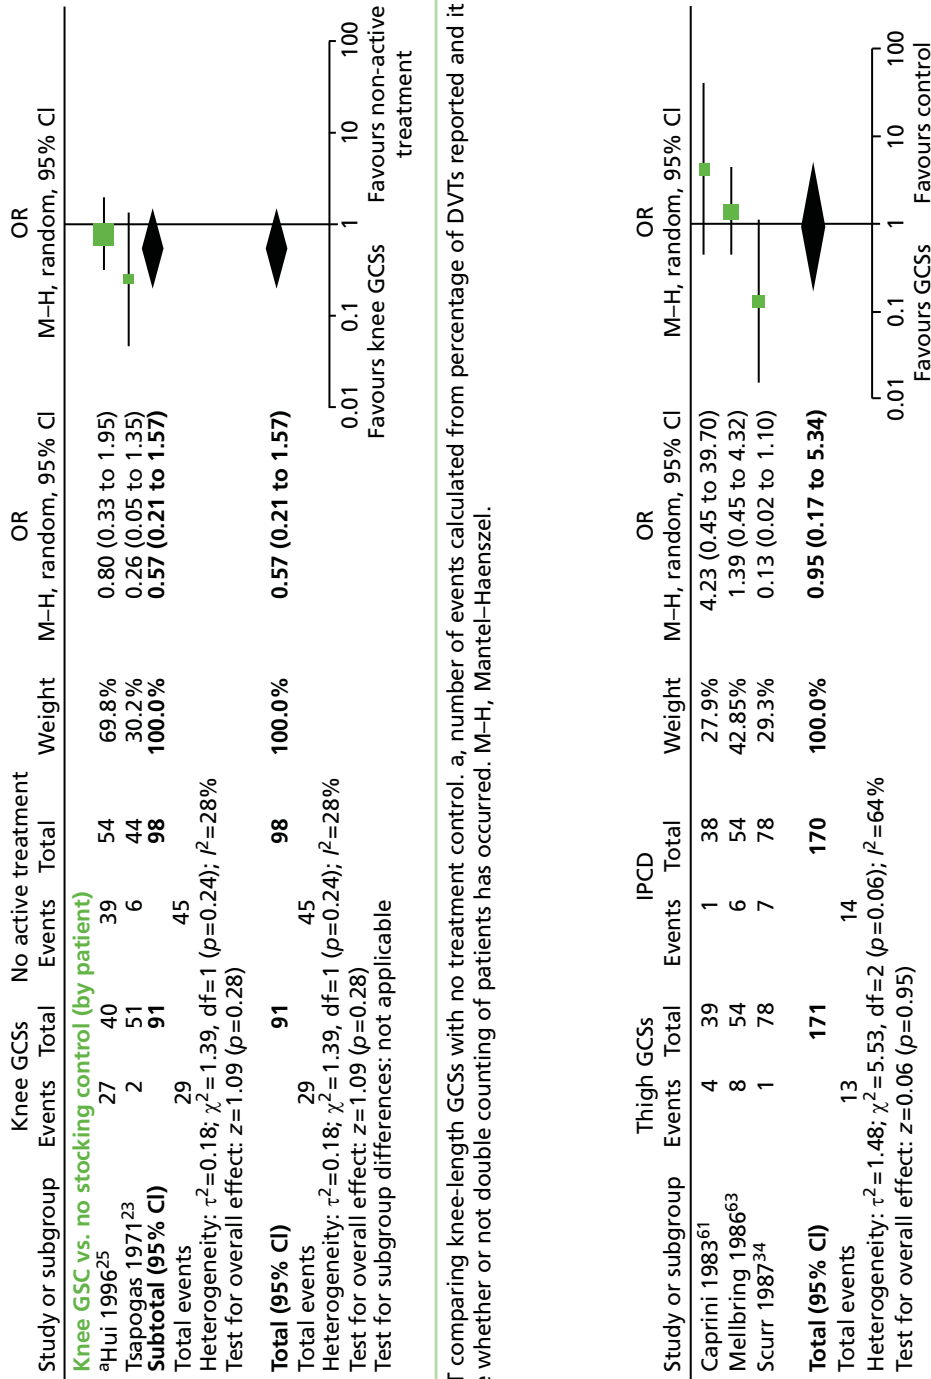 Knee GCSs No active treatment OR OR
Study or subgroup Events Total Events Total Weight M–H, random, 95% CI M–H, random, 95% CI
Knee GSC vs. no stocking control (by patient)
ᵃHui 1996²⁵ 27 40 39 54 69.8% 0.80 (0.33 to 1.95)
Tsapogas 1971²³ 2 51 6 44 30.2% 0.26 (0.05 to 1.35)
Subtotal (95% CI) 91 98 100.0% 0.57 (0.21 to 1.57)
Total events 29 45
Heterogeneity: τ²=0.18; χ²=1.39, df=1 (p=0.24); I²=28%
Test for overall effect: z=1.09 (p=0.28)
Total (95% CI) 91 98 100.0% 0.57 (0.21 to 1.57)
Total events 29 45
Heterogeneity: τ²=0.18; χ²=1.39, df=1 (p=0.24); I²=28%
Test for overall effect: z=1.09 (p=0.28)
Test for subgroup differences: not applicable
0.01 0.1 1 10 100
Favours knee GCSs Favours non-active
treatment
T comparing knee-length GCSs with no treatment control. a, number of events calculated from percentage of DVTs reported and it
e whether or not double counting of patients has occurred. M–H, Mantel–Haenszel.
Thigh GCSs IPCD OR OR
Study or subgroup Events Total Events Total Weight M–H, random, 95% CI M–H, random, 95% CI
Caprini 1983⁶¹ 4 39 1 38 27.9% 4.23 (0.45 to 39.70)
Mellbring 1986⁶³ 8 54 6 54 42.85% 1.39 (0.45 to 4.32)
Scurr 1987³⁴ 1 78 7 78 29.3% 0.13 (0.02 to 1.10)
Total (95% CI) 171 170 100.0% 0.95 (0.17 to 5.34)
Total events 13 14
Heterogeneity: τ²=1.48; χ²=5.53, df=2 (p=0.06); I²=64%
Test for overall effect: z=0.06 (p=0.95)
0.01 0.1 1 10 100
Favours GCSs Favours control